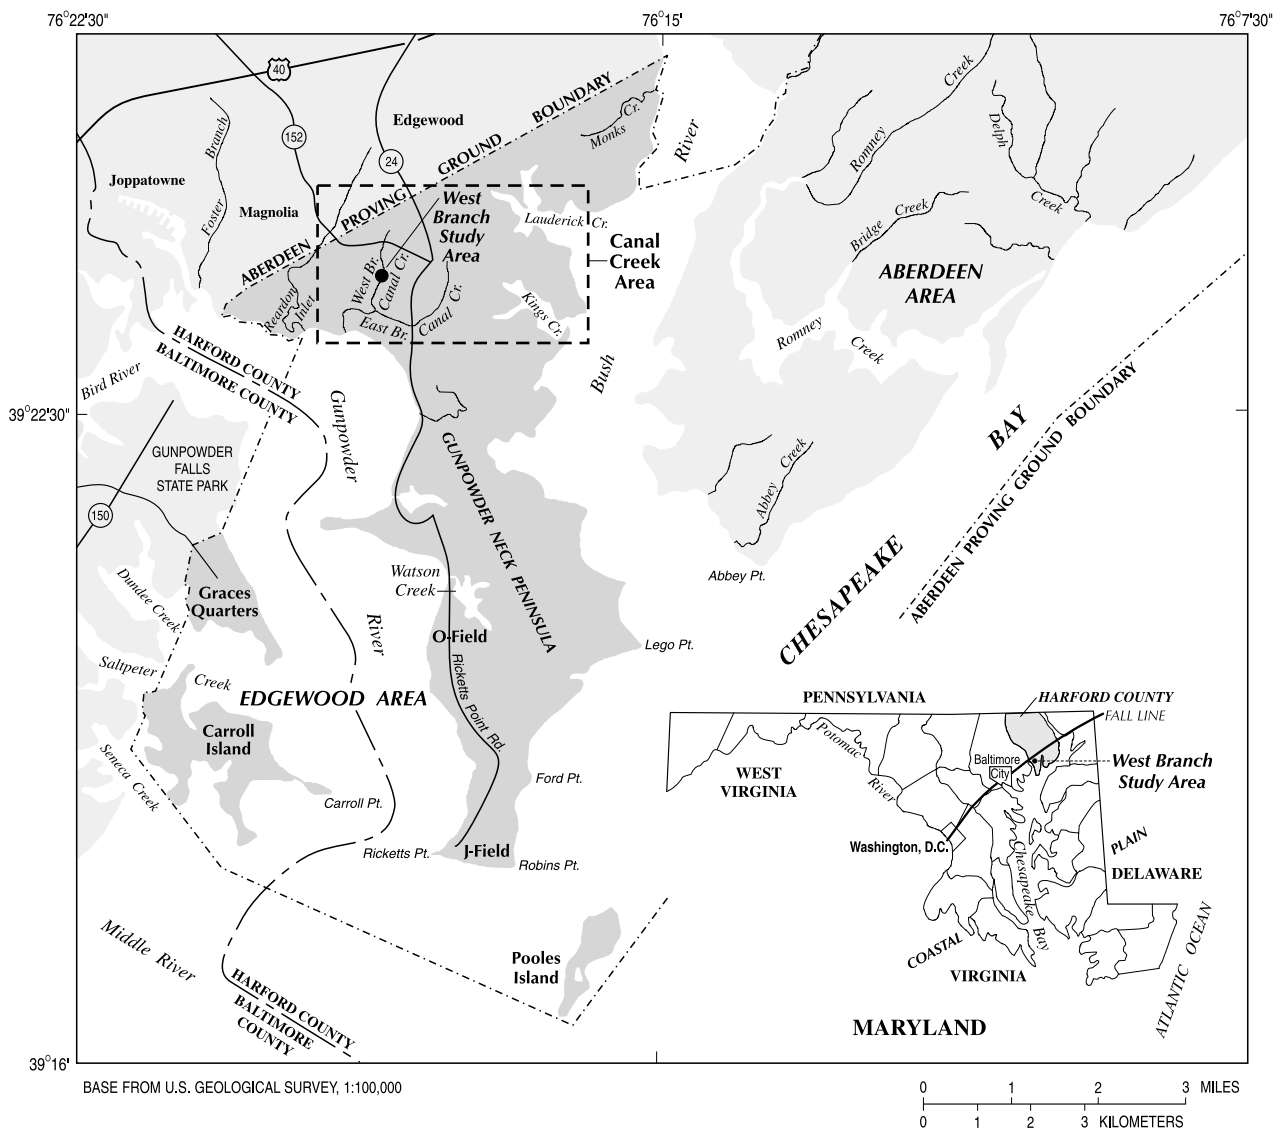 76°22'30"
76°15'
76°7'30"
40
152
Edgewood
24
Branch
Foster
Joppatowne
Magnolia
ABERDEEN PROVING GROUND BOUNDARY
Monks Cr.
River
Creek
Romney
Delph
Creek
Bridge Creek
ABERDEEN
AREA
West
Branch
Study
Area
Lauderick Cr.
Canal
Creek
Area
West Br.
Canal Cr.
Reardon
Inlet
East Br.
Canal Cr.
Kings Cr.
Romney
Creek
Bush
HARFORD COUNTY
BALTIMORE COUNTY
Bird River
39°22'30"
Gunpowder
GUNPOWDER
FALLS
STATE PARK
150
GUNPOWDER NECK PENINSULA
Abbey Creek
BAY
CHESAPEAKE
ABERDEEN PROVING GROUND BOUNDARY
Abbey Pt.
Watson
Creek
Graces
Quarters
Dundee Creek
River
O-Field
Lego Pt.
Saltpeter
Creek
EDGEWOOD AREA
Ricketts Point Rd.
Carroll
Island
Seneca Creek
Carroll Pt.
Ford Pt.
Ricketts Pt.
J-Field
Robins Pt.
Middle River
Pooles
Island
HARFORD COUNTY
BALTIMORE
COUNTY
39°16'
PENNSYLVANIA
HARFORD COUNTY
FALL LINE
Potomac
River
Baltimore
City
West Branch
Study Area
WEST
VIRGINIA
Washington, D.C.
PLAIN
DELAWARE
Chesapeake Bay
COASTAL
VIRGINIA
ATLANTIC OCEAN
MARYLAND
BASE FROM U.S. GEOLOGICAL SURVEY, 1:100,000
0 1 2 3 MILES
0 1 2 3 KILOMETERS